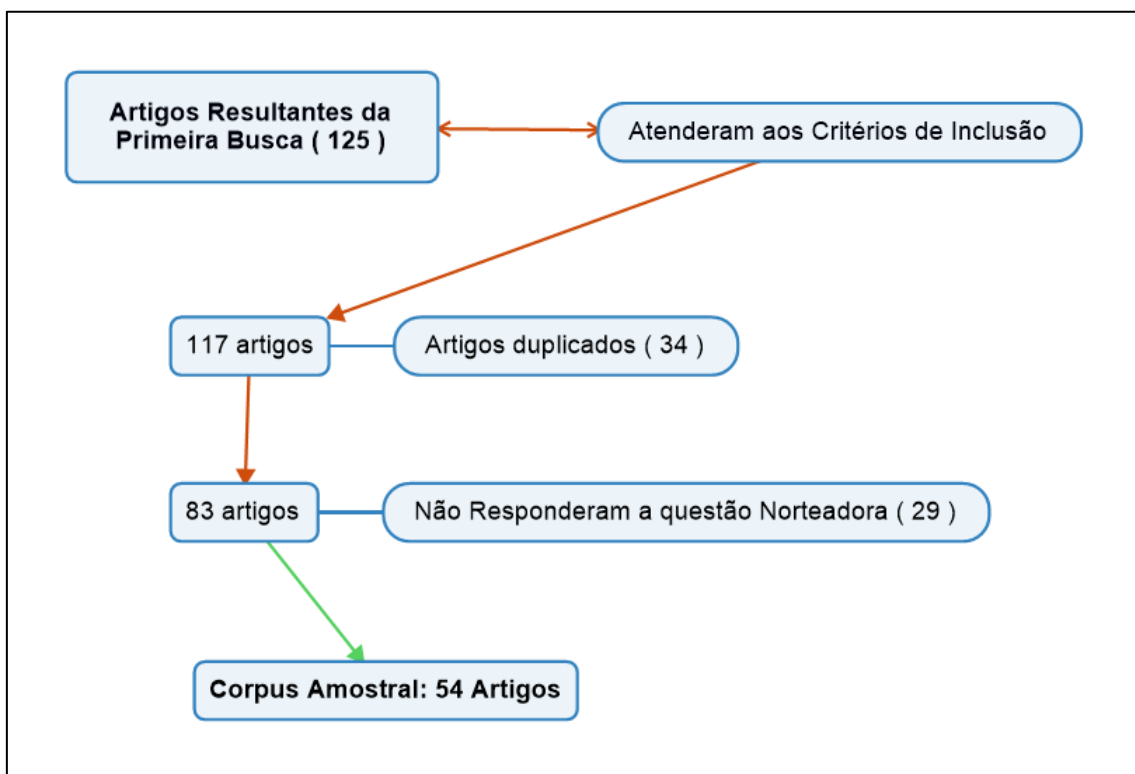 Artigos Resultantes da
Primeira Busca ( 125 )
Atenderam aos Critérios de Inclusão
117 artigos
Artigos duplicados ( 34 )
83 artigos
Não Responderam a questão Norteadora ( 29 )
Corpus Amostral: 54 Artigos